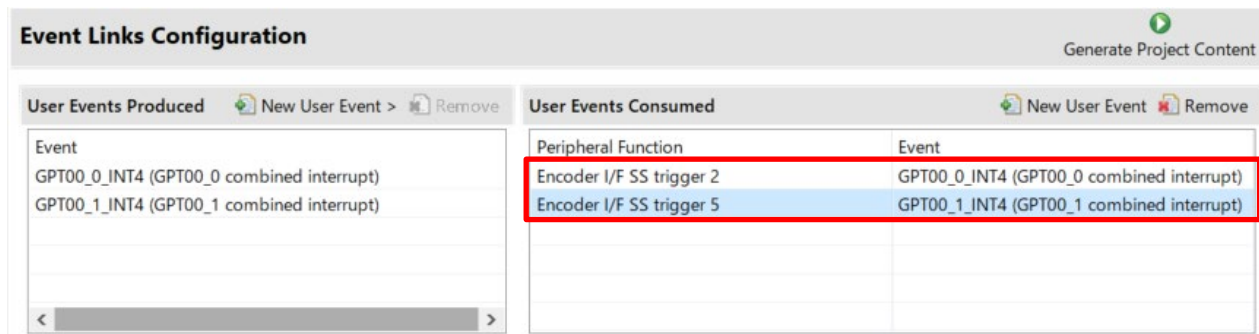 Event Links Configuration
Generate Project Content
User Events Produced New User Event > Remove
User Events Consumed New User Event Remove
Event
GPT00_0_INT4 (GPT00_0 combined interrupt)
GPT00_1_INT4 (GPT00_1 combined interrupt)
Peripheral Function Event
Encoder I/F SS trigger 2 GPT00_0_INT4 (GPT00_0 combined interrupt)
Encoder I/F SS trigger 5 GPT00_1_INT4 (GPT00_1 combined interrupt)